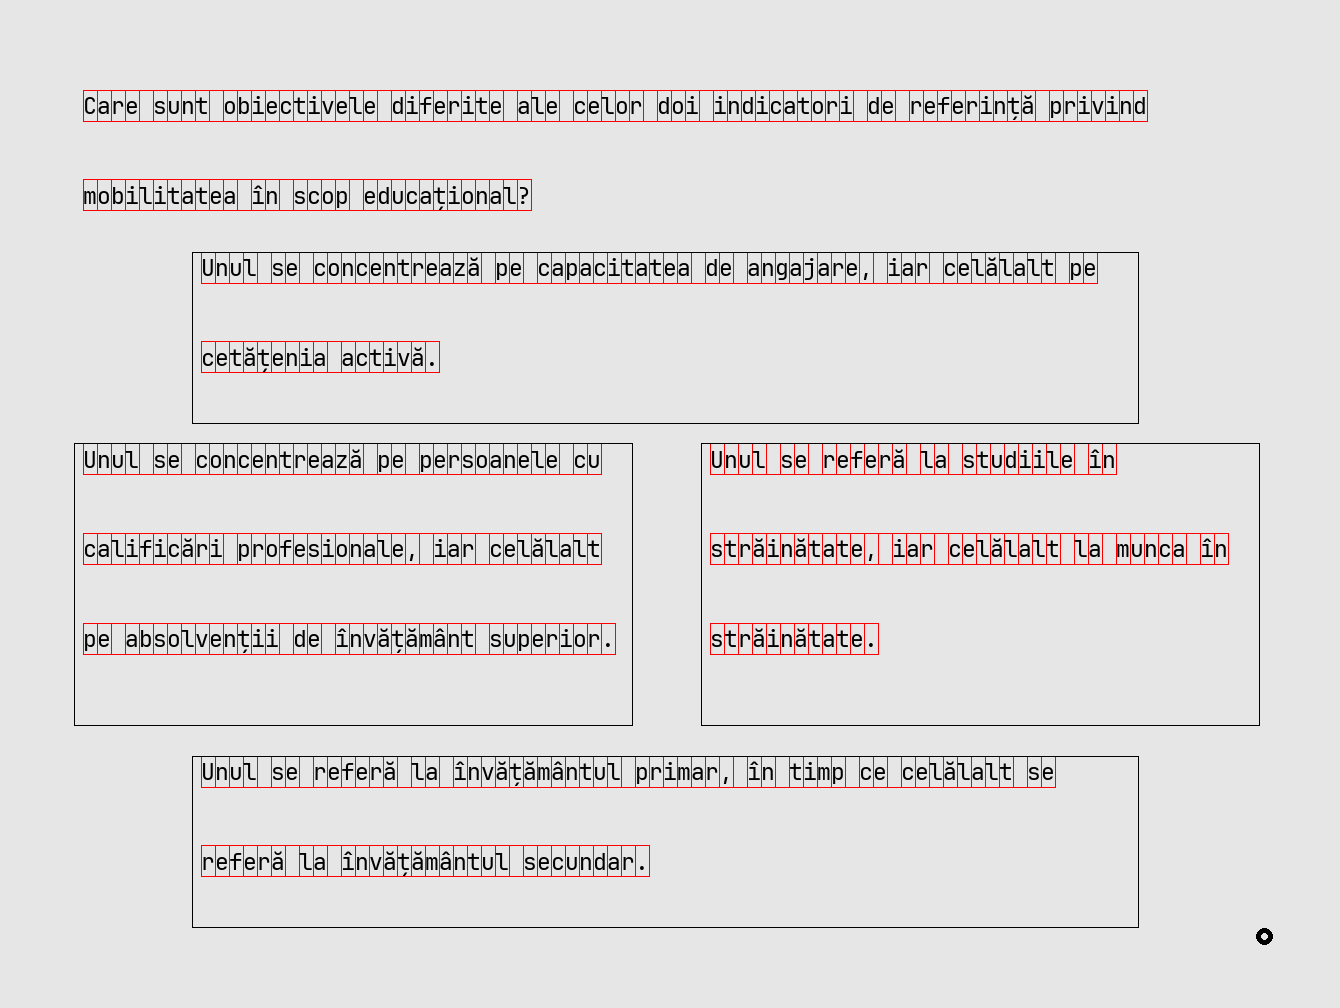 Care sunt obiectivele diferite ale celor doi indicatori de referință privind
mobilitatea în scop educațional?
Unul se concentrează pe capacitatea de angajare, iar celălalt pe
cetățenia activă.
Unul se concentrează pe persoanele cu
calificări profesionale, iar celălalt
pe absolvenții de învățământ superior.
Unul se referă la studiile în
străinătate, iar celălalt la munca în
străinătate.
Unul se referă la învățământul primar, în timp ce celălalt se
referă la învățământul secundar.